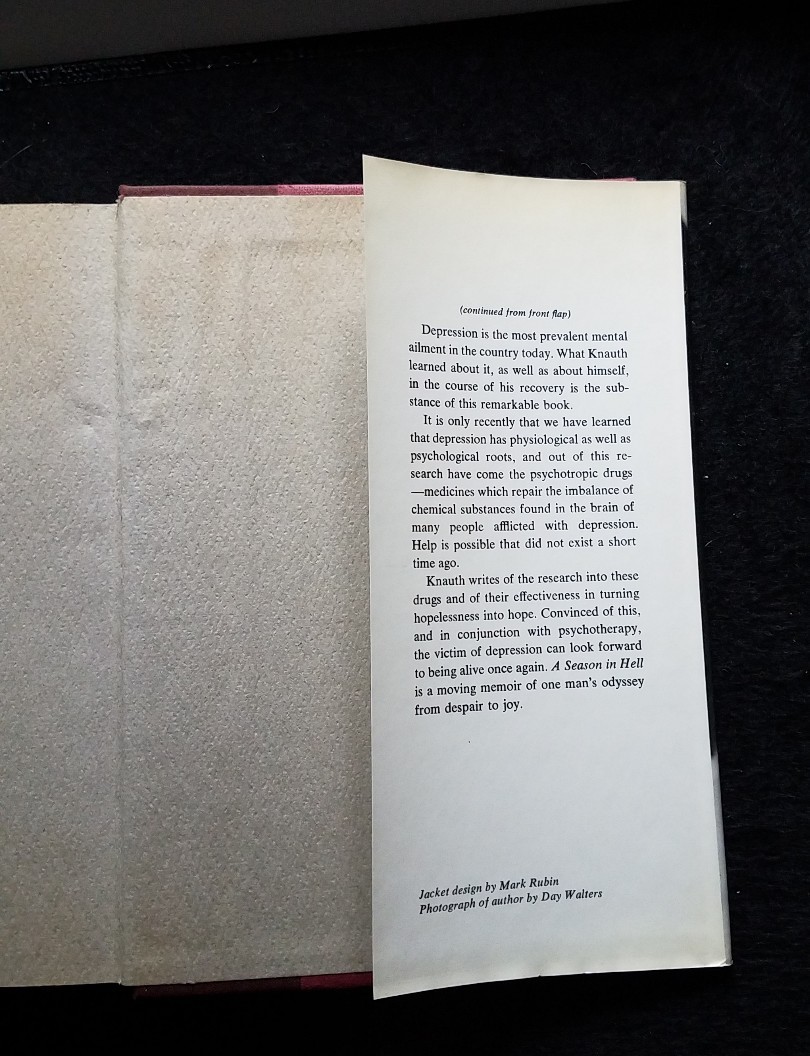 (continued from front flap)
Depression is the most prevalent mental
ailment in the country today. What Knauth
learned about it, as well as about himself,
in the course of his recovery is the sub-
stance of this remarkable book.
It is only recently that we have learned
that depression has physiological as well as
psychological roots, and out of this re-
search have come the psychotropic drugs
—medicines which repair the imbalance of
chemical substances found in the brain of
many people afflicted with depression.
Help is possible that did not exist a short
time ago.
Knauth writes of the research into these
drugs and of their effectiveness in turning
hopelessness into hope. Convinced of this,
and in conjunction with psychotherapy,
the victim of depression can look forward
to being alive once again. A Season in Hell
is a moving memoir of one man's odyssey
from despair to joy.
Jacket design by Mark Rubin
Photograph of author by Day Walters